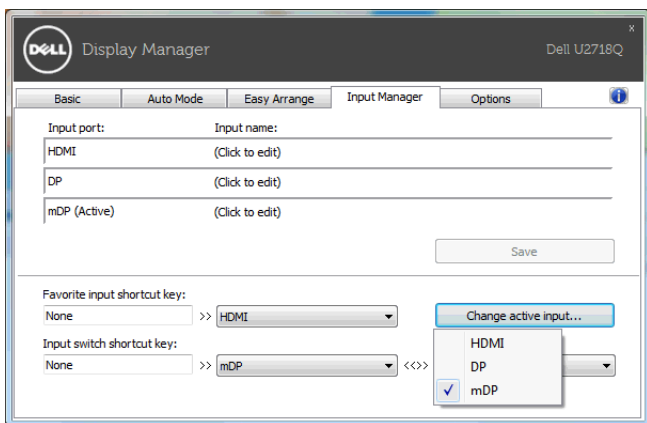 DELL Display Manager
x
Dell U2718Q
Basic Auto Mode Easy Arrange Input Manager Options i
Input port: Input name:
HDMI (Click to edit)
DP (Click to edit)
mDP (Active) (Click to edit)
Save
Favorite input shortcut key:
None >> HDMI Change active input...
Input switch shortcut key:
None >> mDP <<>>
HDMI
DP
✓ mDP